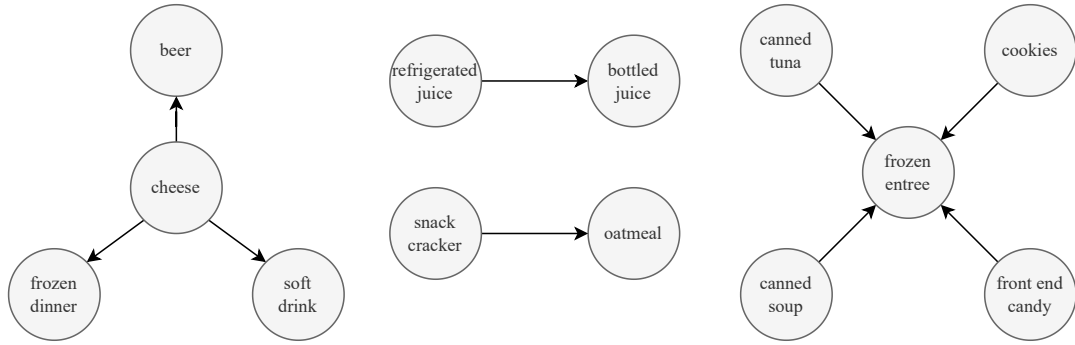 beer
cheese
frozen
dinner
soft
drink
refrigerated
juice
bottled
juice
snack
cracker
oatmeal
canned
tuna
cookies
frozen
entree
canned
soup
front end
candy